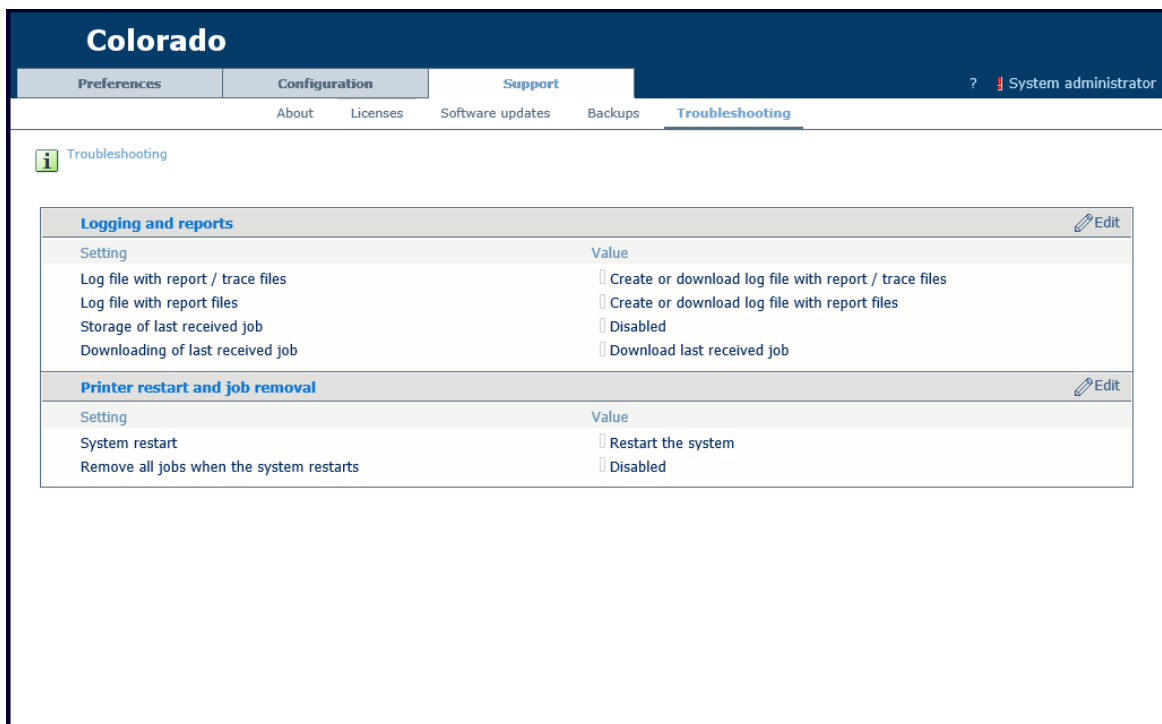 Colorado
Preferences Configuration Support ? System administrator
About Licenses Software updates Backups Troubleshooting
Troubleshooting
Logging and reports Edit
Setting Value
Log file with report / trace files Create or download log file with report / trace files
Log file with report files Create or download log file with report files
Storage of last received job Disabled
Downloading of last received job Download last received job
Printer restart and job removal Edit
Setting Value
System restart Restart the system
Remove all jobs when the system restarts Disabled